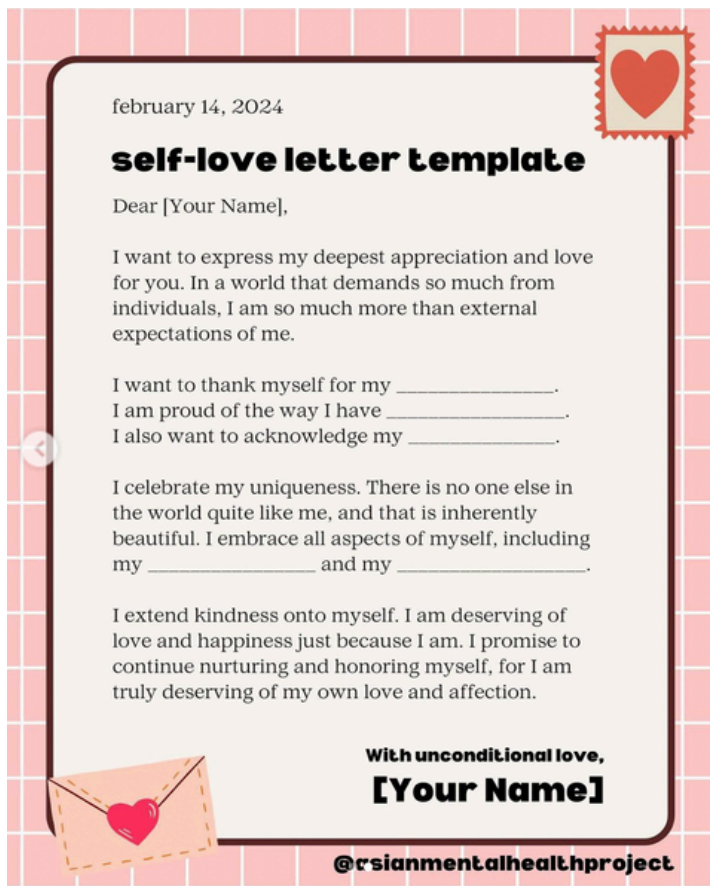 february 14, 2024
self-love letter template
Dear [Your Name],
I want to express my deepest appreciation and love
for you. In a world that demands so much from
individuals, I am so much more than external
expectations of me.
I want to thank myself for my _______________.
I am proud of the way I have _________________.
I also want to acknowledge my ______________.
I celebrate my uniqueness. There is no one else in
the world quite like me, and that is inherently
beautiful. I embrace all aspects of myself, including
my ________________ and my __________________.
I extend kindness onto myself. I am deserving of
love and happiness just because I am. I promise to
continue nurturing and honoring myself, for I am
truly deserving of my own love and affection.
With unconditional love,
[Your Name]
@asianmentalhealthproject